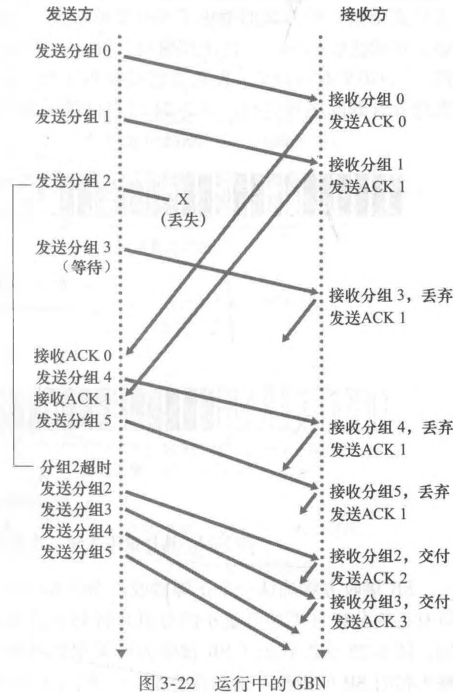 发送方
接收方
发送分组 0
接收分组 0
发送ACK 0
发送分组 1
接收分组 1
发送ACK 1
发送分组 2
X
(丢失)
发送分组 3
(等待)
接收分组 3，丢弃
发送ACK 1
接收ACK 0
发送分组 4
接收ACK 1
发送分组 5
接收分组 4，丢弃
发送ACK 1
分组2超时
发送分组2
发送分组3
发送分组4
发送分组5
接收分组5，丢弃
发送ACK 1
接收分组2，交付
发送ACK 2
接收分组3，交付
发送ACK 3
图 3-22 运行中的 GBN